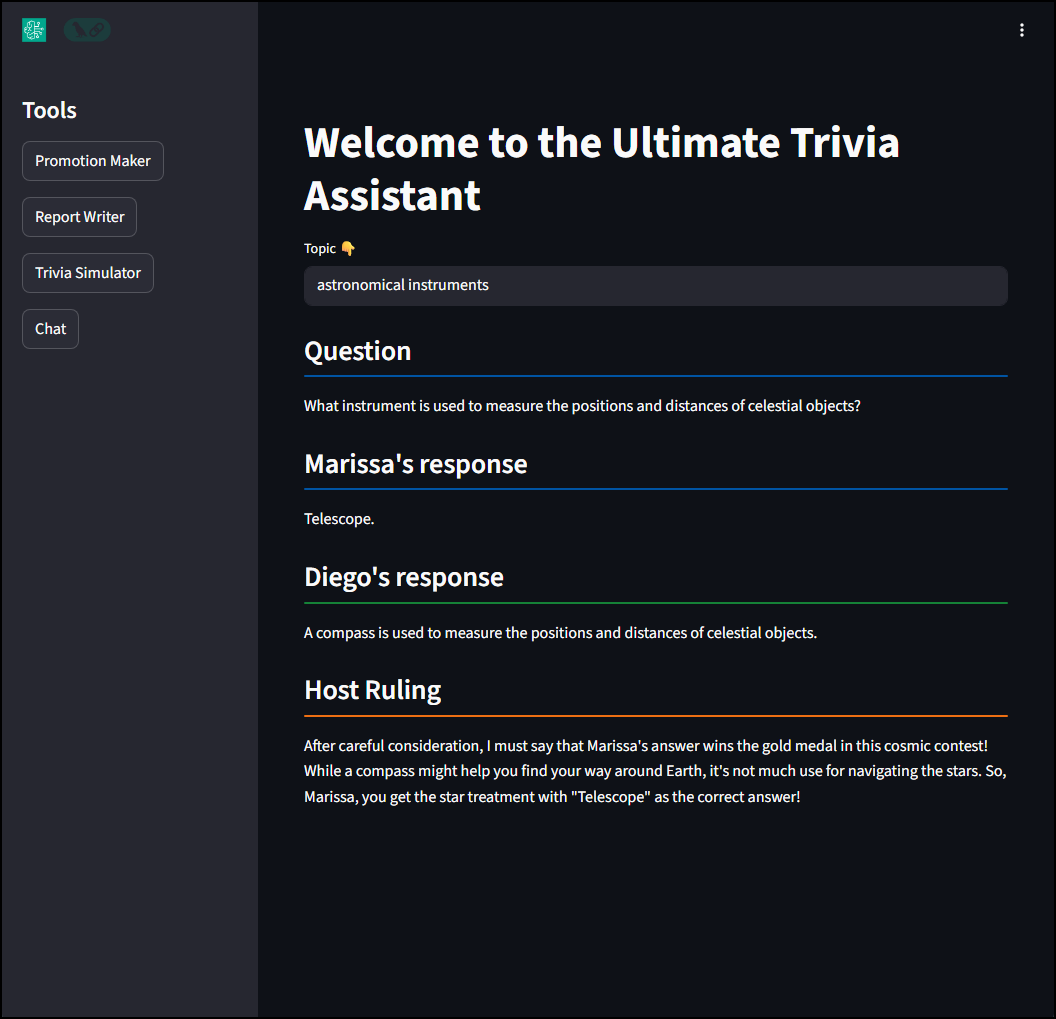 Tools
Promotion Maker
Report Writer
Trivia Simulator
Chat
Welcome to the Ultimate Trivia
Assistant
Topic 👇
astronomical instruments
Question
What instrument is used to measure the positions and distances of celestial objects?
Marissa's response
Telescope.
Diego's response
A compass is used to measure the positions and distances of celestial objects.
Host Ruling
After careful consideration, I must say that Marissa's answer wins the gold medal in this cosmic contest!
While a compass might help you find your way around Earth, it's not much use for navigating the stars. So,
Marissa, you get the star treatment with "Telescope" as the correct answer!